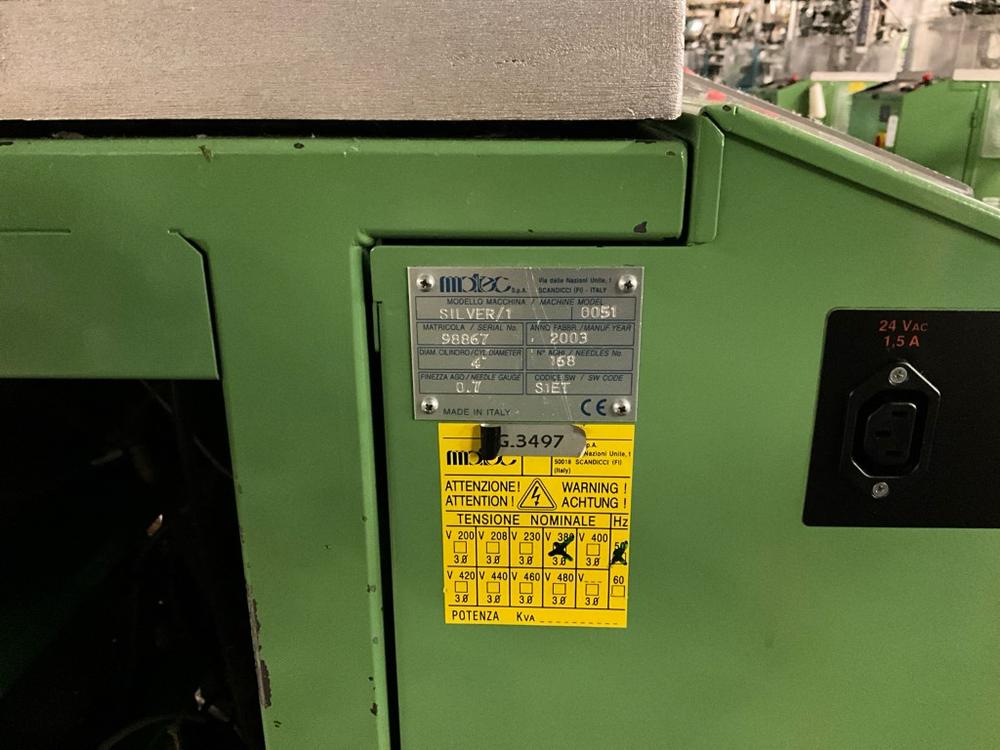 matec S.p.A.
Via delle Nazioni Unite, 1
SCANDICCI (FI) - ITALY
MODELLO MACCHINA / MACHINE MODEL
SILVER/1 0051
MATRICOLA / SERIAL No. ANNO FABBR. / MANUF. YEAR
98867 2003
DIAM. CILINDRO / CYL. DIAMETER N° AGHI / NEEDLES No.
4" 168
FINEZZA AGO / NEEDLE GAUGE CODICE SW / SW CODE
0.7 SIET
MADE IN ITALY CE
G.3497
matec p.A.
Nazioni Unite, 1
50018 SCANDICCI (FI)
(Italy)
ATTENZIONE! WARNING !
ATTENTION ! ACHTUNG !
TENSIONE NOMINALE Hz
V 200 V 208 V 230 V 380 V 400 50
3Ø 3Ø 3Ø 3Ø 3Ø
V 420 V 440 V 460 V 480 V 60
3Ø 3Ø 3Ø 3Ø 3Ø
POTENZA KVA
24 VAC
1,5 A